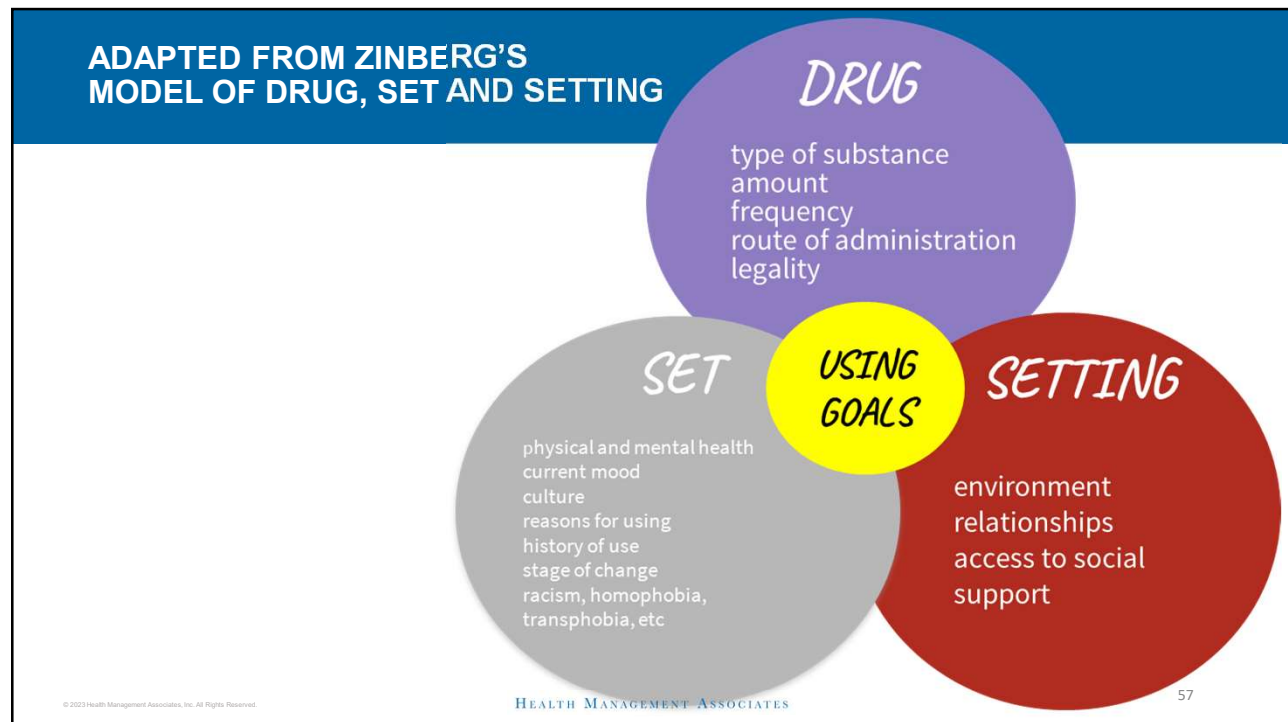 ADAPTED FROM ZINBERG'S
MODEL OF DRUG, SET AND SETTING
DRUG
type of substance
amount
frequency
route of administration
legality
SET
physical and mental health
current mood
culture
reasons for using
history of use
stage of change
racism, homophobia,
transphobia, etc
USING
GOALS
SETTING
environment
relationships
access to social
support
© 2023 Health Management Associates, Inc. All Rights Reserved.
HEALTH MANAGEMENT ASSOCIATES
57